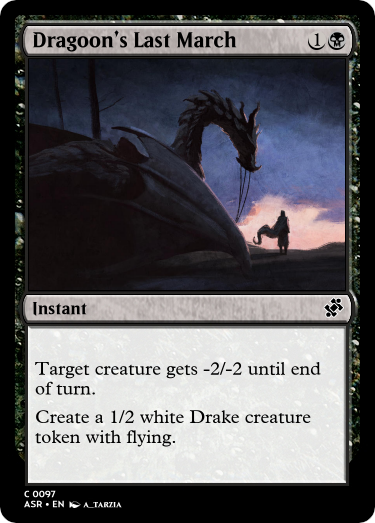 Dragoon's Last March 1
Instant
Target creature gets -2/-2 until end
of turn.
Create a 1/2 white Drake creature
token with flying.
C 0097
ASR • EN A_TARZIA